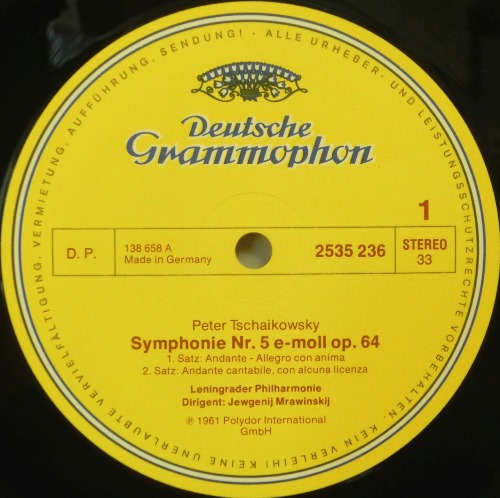 ALLE URHEBER- UND LEISTUNGSSCHUTZRECHTE VORBEHALTEN. KEIN VERLEIH! KEINE UNERLAUBTE VERVIELFÄLTIGUNG, VERMIETUNG, AUFFÜHRUNG, SENDUNG! ·
Deutsche
Grammophon
1
D. P.
138 658 A
Made in Germany
2535 236
STEREO
33
Peter Tschaikowsky
Symphonie Nr. 5 e-moll op. 64
1. Satz: Andante - Allegro con anima
2. Satz: Andante cantabile, con alcuna licenza
Leningrader Philharmonie
Dirigent: Jewgenij Mrawinskij
℗ 1961 Polydor International
GmbH